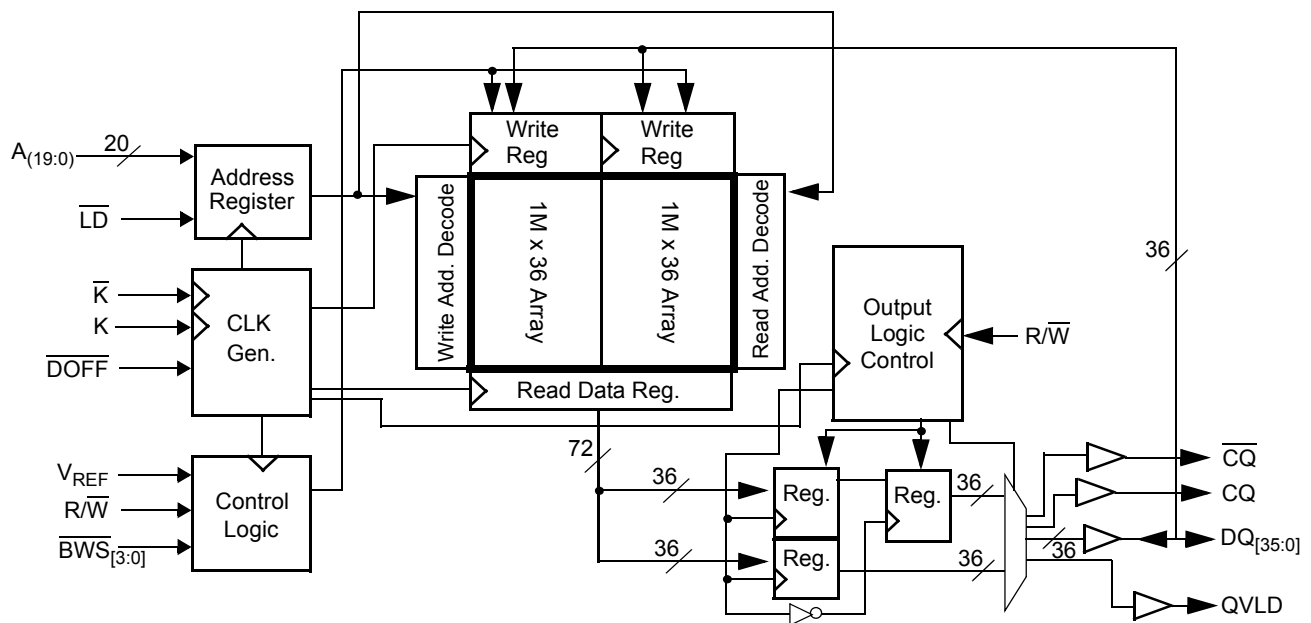 A(19:0)
20
LD
Address
Register
K
K
DOFF
CLK
Gen.
VREF
R/W
BWS[3:0]
Control
Logic
Write
Reg
Write
Reg
Write Add. Decode
1M x 36 Array
1M x 36 Array
Read Add. Decode
Read Data Reg.
72
36
36
Output
Logic
Control
R/W
36
Reg.
Reg.
Reg.
36
36
36
CQ
CQ
DQ[35:0]
QVLD